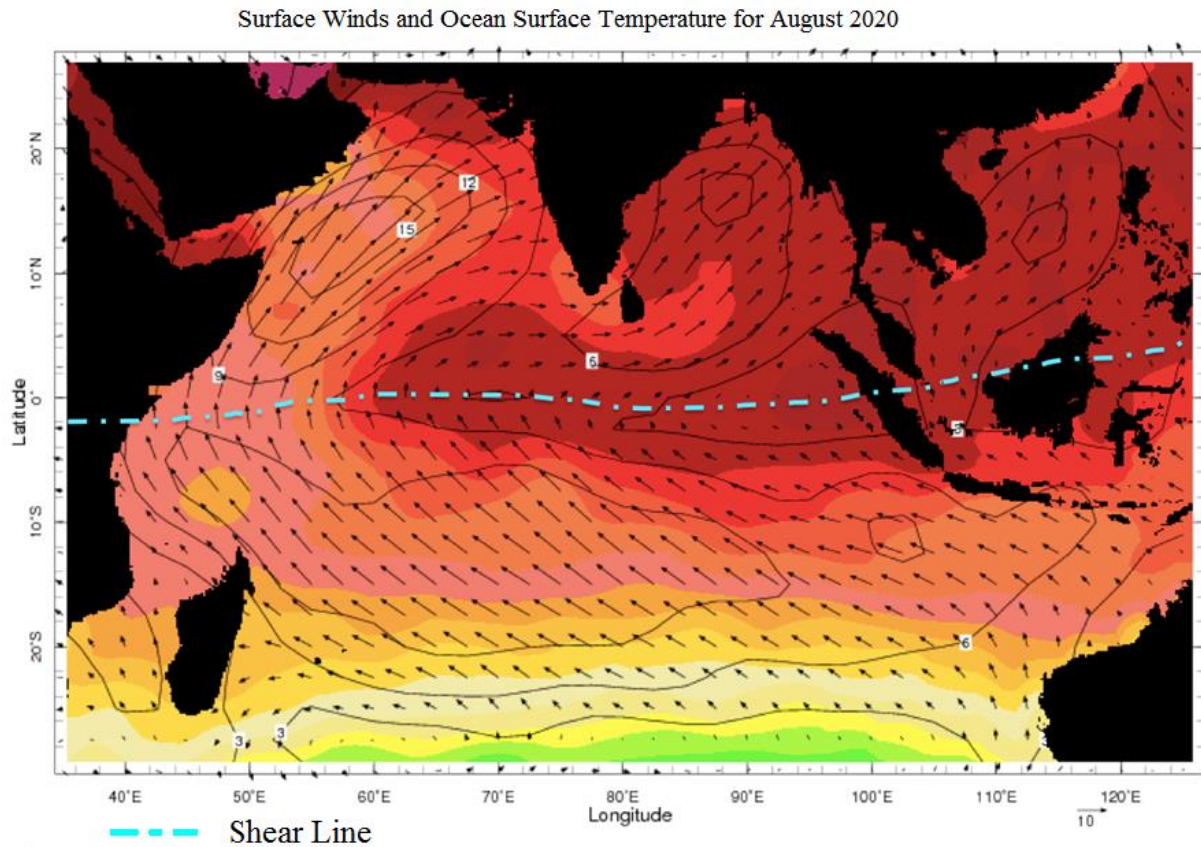 Surface Winds and Ocean Surface Temperature for August 2020
20°N
12
15
10°N
6
9
Latitude
0°
3
10°S
20°S
6
3
3
40°E 50°E 60°E 70°E 80°E 90°E 100°E 110°E 120°E
Longitude
10
Shear Line